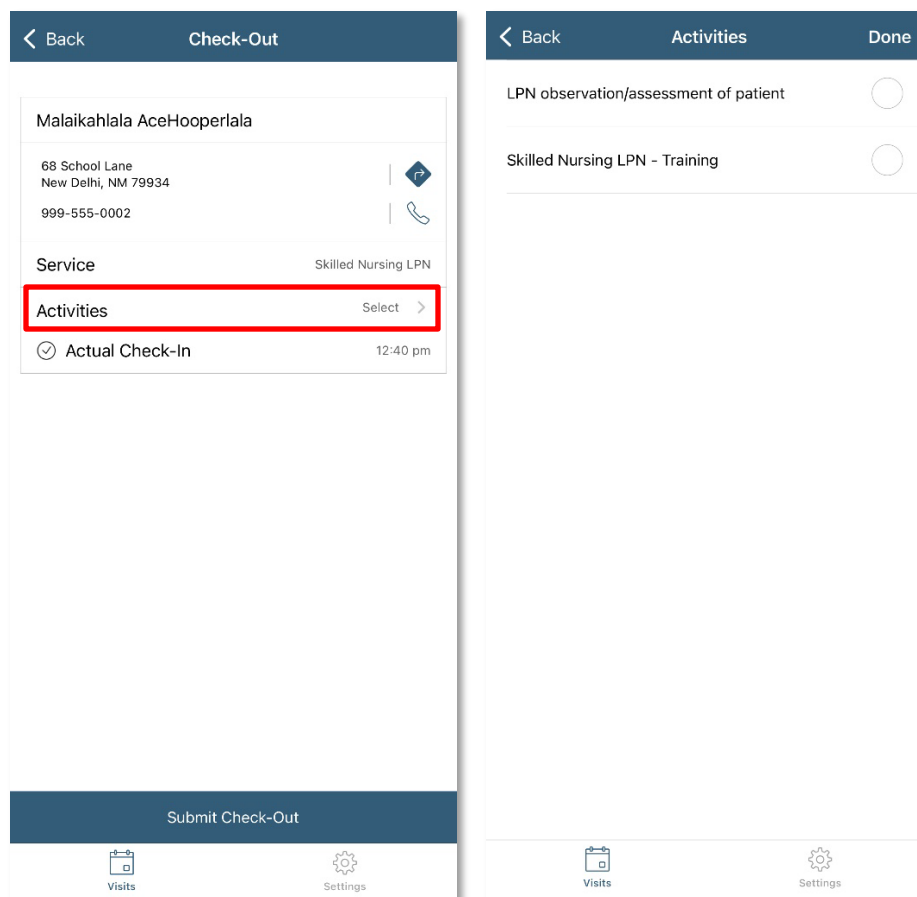 Back Check-Out
Malaikahlala AceHooperlala
68 School Lane
New Delhi, NM 79934
999-555-0002
Service Skilled Nursing LPN
Activities Select
Actual Check-In 12:40 pm
Submit Check-Out
Visits Settings
Back Activities Done
LPN observation/assessment of patient
Skilled Nursing LPN - Training
Visits Settings